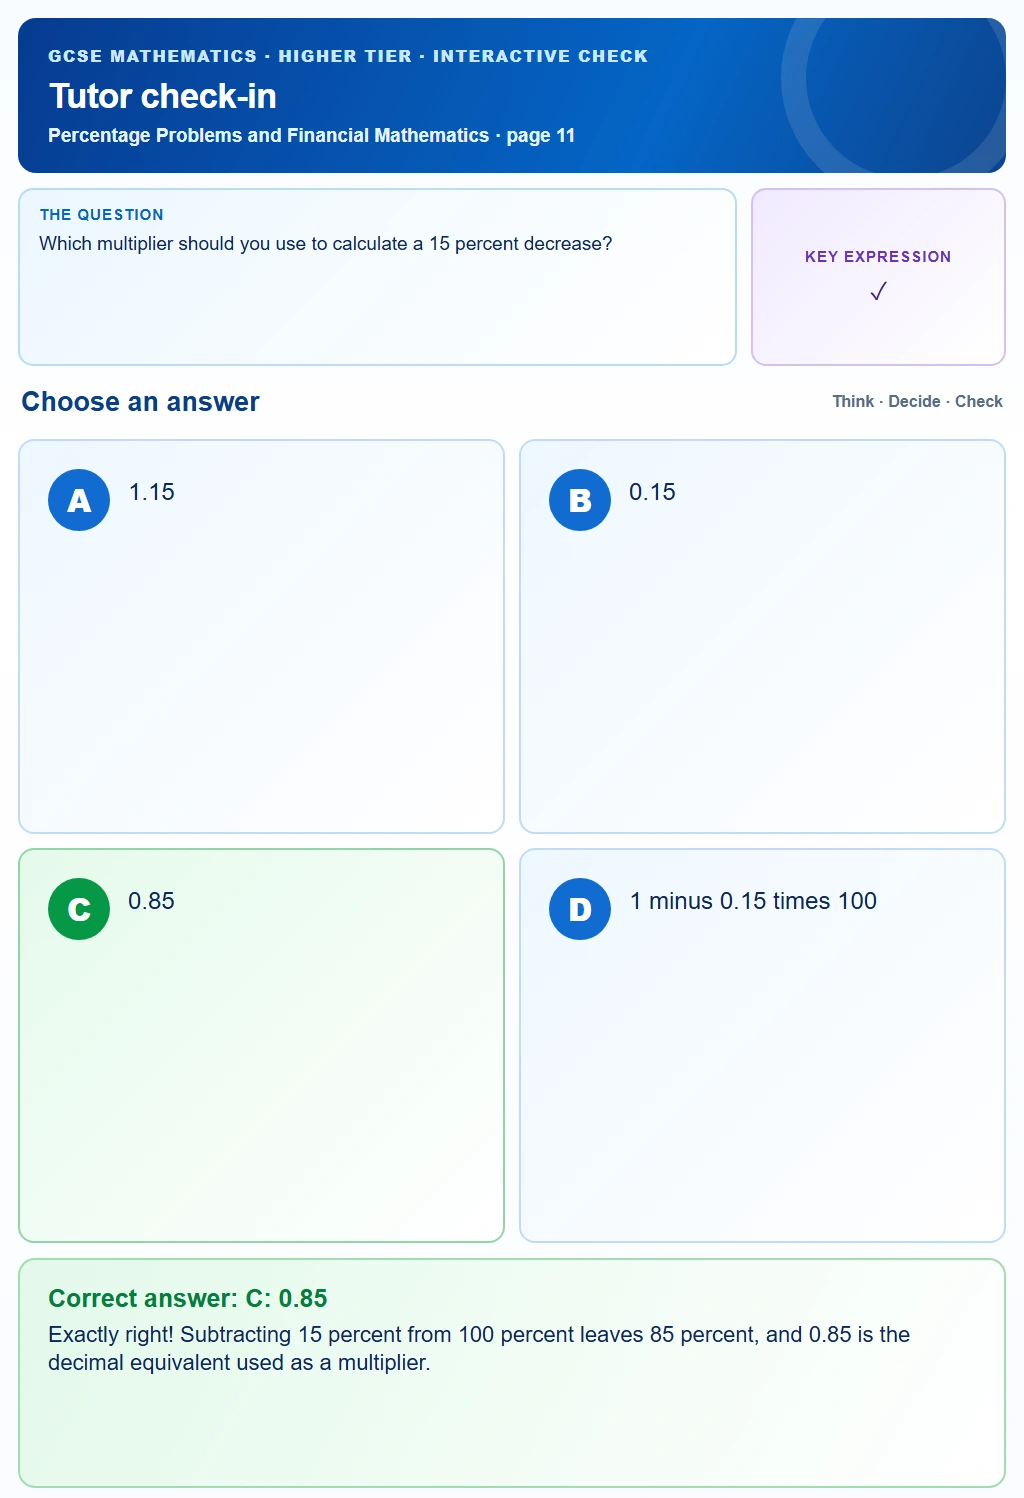 GCSE MATHEMATICS · HIGHER TIER · INTERACTIVE CHECK
Tutor check-in
Percentage Problems and Financial Mathematics · page 11
THE QUESTION
Which multiplier should you use to calculate a 15 percent decrease?
KEY EXPRESSION
✓
Choose an answer
Think · Decide · Check
A 1.15
B 0.15
C 0.85
D 1 minus 0.15 times 100
Correct answer: C: 0.85
Exactly right! Subtracting 15 percent from 100 percent leaves 85 percent, and 0.85 is the
decimal equivalent used as a multiplier.